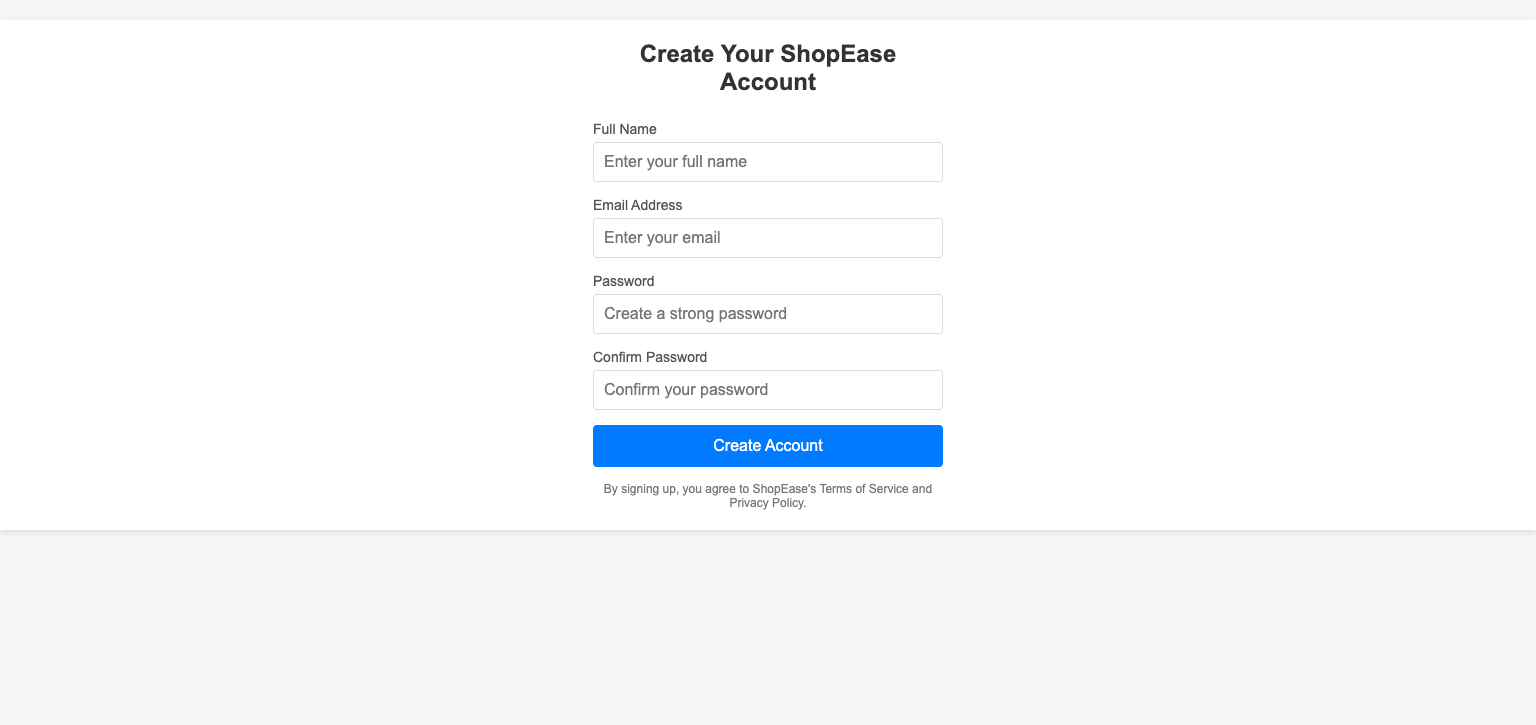 Create Your ShopEase
Account
Full Name
Enter your full name
Email Address
Enter your email
Password
Create a strong password
Confirm Password
Confirm your password
Create Account
By signing up, you agree to ShopEase's Terms of Service and
Privacy Policy.